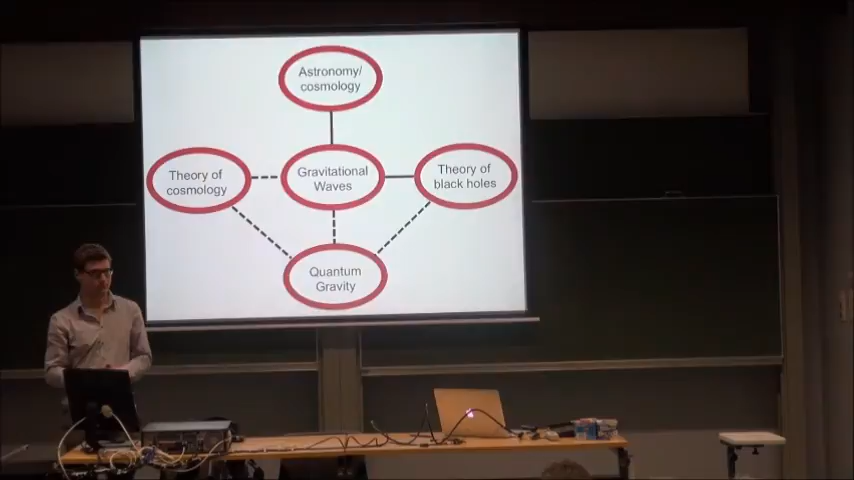 Astronomy/
cosmology
Theory of
cosmology
Gravitational
Waves
Theory of
black holes
Quantum
Gravity